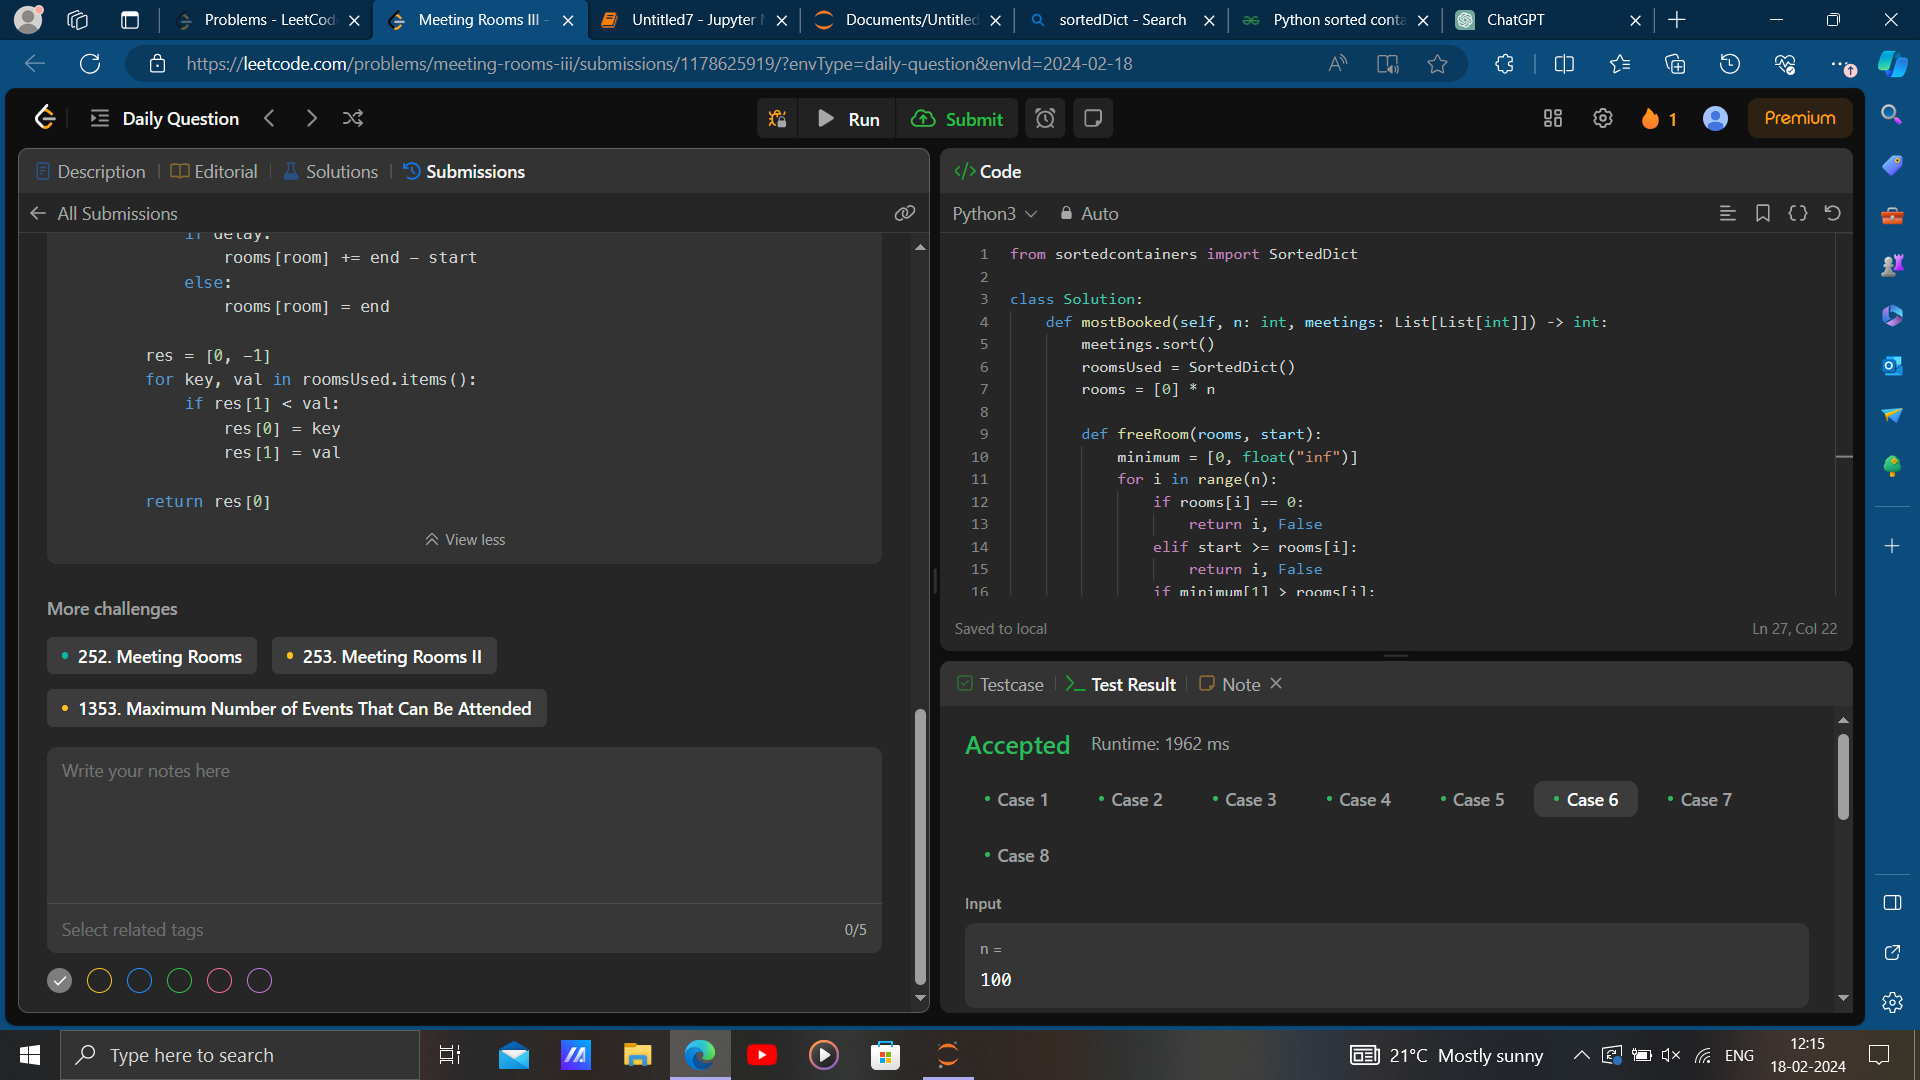 Problems - LeetCod
Meeting Rooms III -
Untitled7 - Jupyter N
Documents/Untitled
sortedDict - Search
Python sorted conta
ChatGPT
https://leetcode.com/problems/meeting-rooms-iii/submissions/1178625919/?envType=daily-question&envId=2024-02-18
Daily Question
Run
Submit
1
Premium
Description
Editorial
Solutions
Submissions
All Submissions
if delay:
rooms[room] += end - start
else:
rooms[room] = end
res = [0, -1]
for key, val in roomsUsed.items():
if res[1] < val:
res[0] = key
res[1] = val
return res[0]
View less
More challenges
252. Meeting Rooms
253. Meeting Rooms II
1353. Maximum Number of Events That Can Be Attended
Write your notes here
Select related tags
0/5
</> Code
Python3
Auto
1 from sortedcontainers import SortedDict
2
3 class Solution:
4 def mostBooked(self, n: int, meetings: List[List[int]]) -> int:
5 meetings.sort()
6 roomsUsed = SortedDict()
7 rooms = [0] * n
8
9 def freeRoom(rooms, start):
10 minimum = [0, float("inf")]
11 for i in range(n):
12 if rooms[i] == 0:
13 return i, False
14 elif start >= rooms[i]:
15 return i, False
16 if minimum[1] > rooms[i]:
Saved to local
Ln 27, Col 22
Testcase
Test Result
Note
Accepted
Runtime: 1962 ms
Case 1
Case 2
Case 3
Case 4
Case 5
Case 6
Case 7
Case 8
Input
n =
100
Type here to search
21°C Mostly sunny
ENG
12:15
18-02-2024